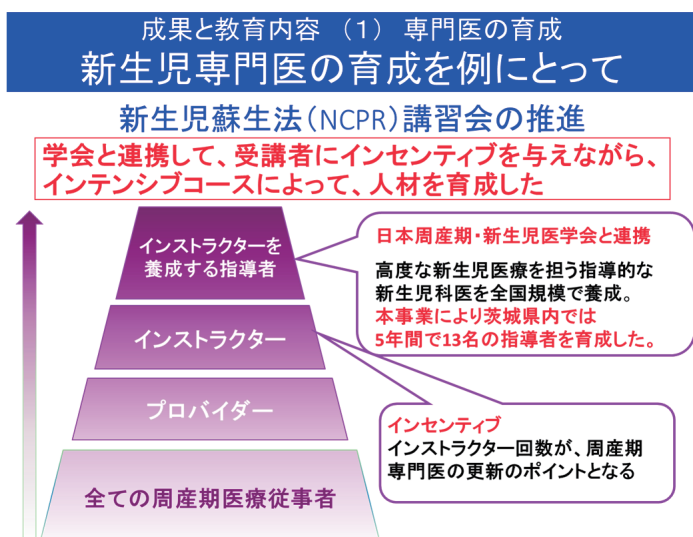 成果と教育内容 （1） 専門医の育成
新生児専門医の育成を例にとって
新生児蘇生法(NCPR)講習会の推進
学会と連携して、受講者にインセンティブを与えながら、
インテンシブコースによって、人材を育成した
インストラクターを
養成する指導者
インストラクター
プロバイダー
全ての周産期医療従事者
日本周産期・新生児医学会と連携
高度な新生児医療を担う指導的な
新生児科医を全国規模で養成。
本事業により茨城県内では
5年間で13名の指導者を育成した。
インセンティブ
インストラクター回数が、周産期
専門医の更新のポイントとなる